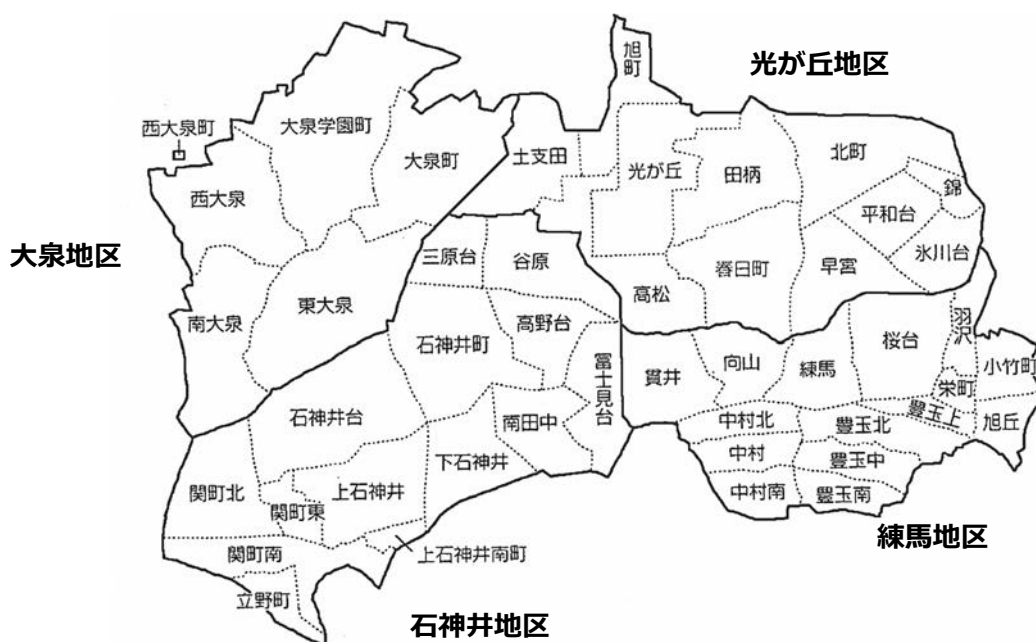 旭町
光が丘地区
西大泉町
大泉学園町
大泉町
土支田
光が丘
田柄
北町
錦
西大泉
平和台
氷川台
大泉地区
三原台
谷原
春日町
早宮
高松
南大泉
東大泉
石神井町
高野台
富士見台
貫井
向山
練馬
桜台
羽沢
小竹町
栄町
石神井台
南田中
中村北
豊玉北
豊玉上
旭丘
下石神井
中村
豊玉中
関町北
関町東
上石神井
中村南
豊玉南
練馬地区
関町南
上石神井南町
立野町
石神井地区